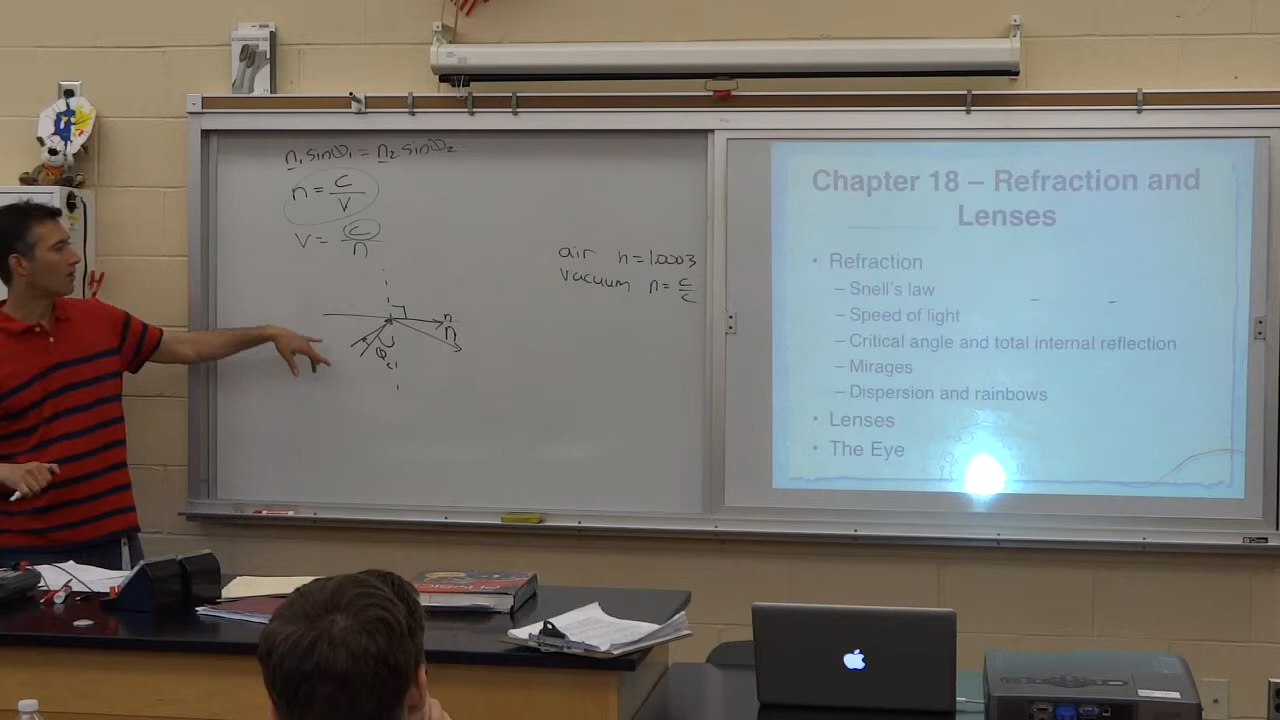 n₁ sinθ₁ = n₂ sinθ₂
n = c/v
v = c/n
air n=1.0003
vacuum n = c/c
n
n
θc
Chapter 18 – Refraction and
Lenses
• Refraction
– Snell's law
– Speed of light
– Critical angle and total internal reflection
– Mirages
– Dispersion and rainbows
• Lenses
• The Eye